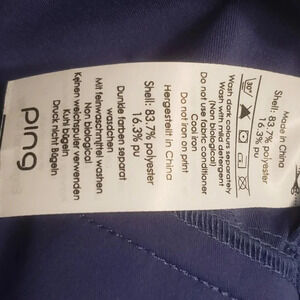 Made in China
Shell: 83.7% polyester
16.3% pu
30°
Wash dark colours separately
Wash with mild detergent
(Non biological)
Do not use fabric conditioner
Cool iron
Do not iron on print
Hergestellt in China
Shell: 83.7% polyester
16.3% pu
Dunkle farben separat
waschen
Mit feinwaschmittel waschen
Non biological
Keinen weichspuler verwenden
Kuhl bügeln
Druck nicht Bügeln
ping